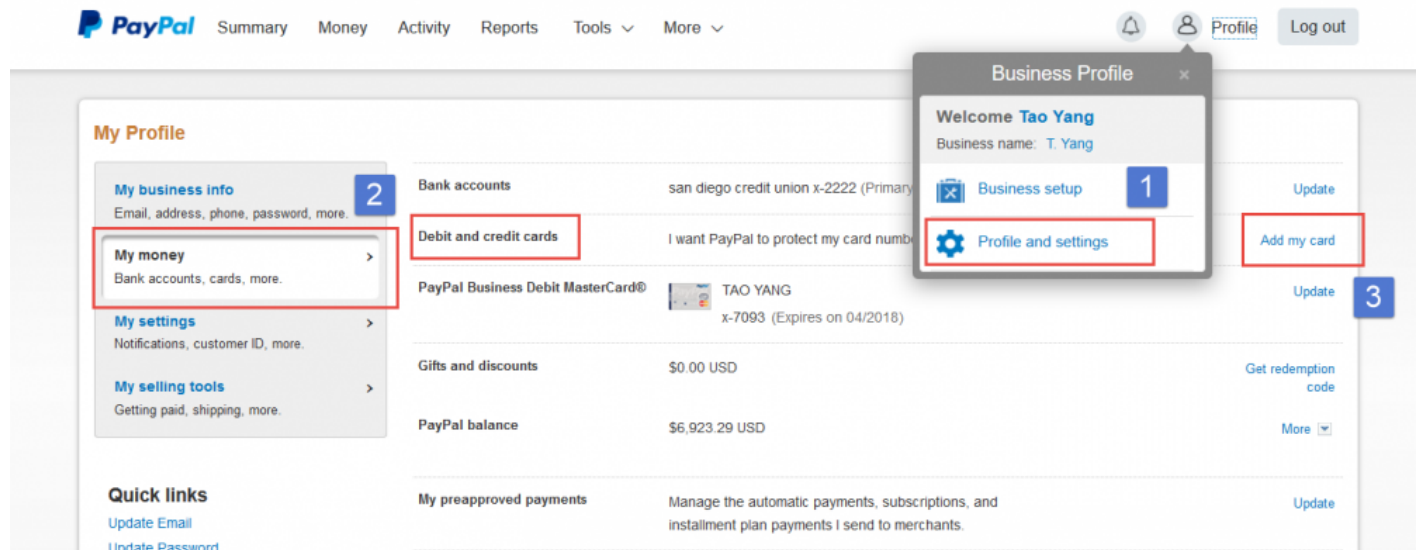 PayPal Summary Money Activity Reports Tools More Profile Log out
Business Profile ×
Welcome Tao Yang
Business name: T. Yang
Business setup 1
Profile and settings
My Profile
My business info 2
Email, address, phone, password, more.
My money
Bank accounts, cards, more.
My settings
Notifications, customer ID, more.
My selling tools
Getting paid, shipping, more.
Quick links
Update Email
Update Password
Bank accounts san diego credit union x-2222 (Primary Update
Debit and credit cards I want PayPal to protect my card Add my card
PayPal Business Debit MasterCard® TAO YANG Update 3
x-7093 (Expires on 04/2018)
Gifts and discounts $0.00 USD Get redemption
code
PayPal balance $6,923.29 USD More
My preapproved payments Manage the automatic payments, subscriptions, and Update
installment plan payments I send to merchants.